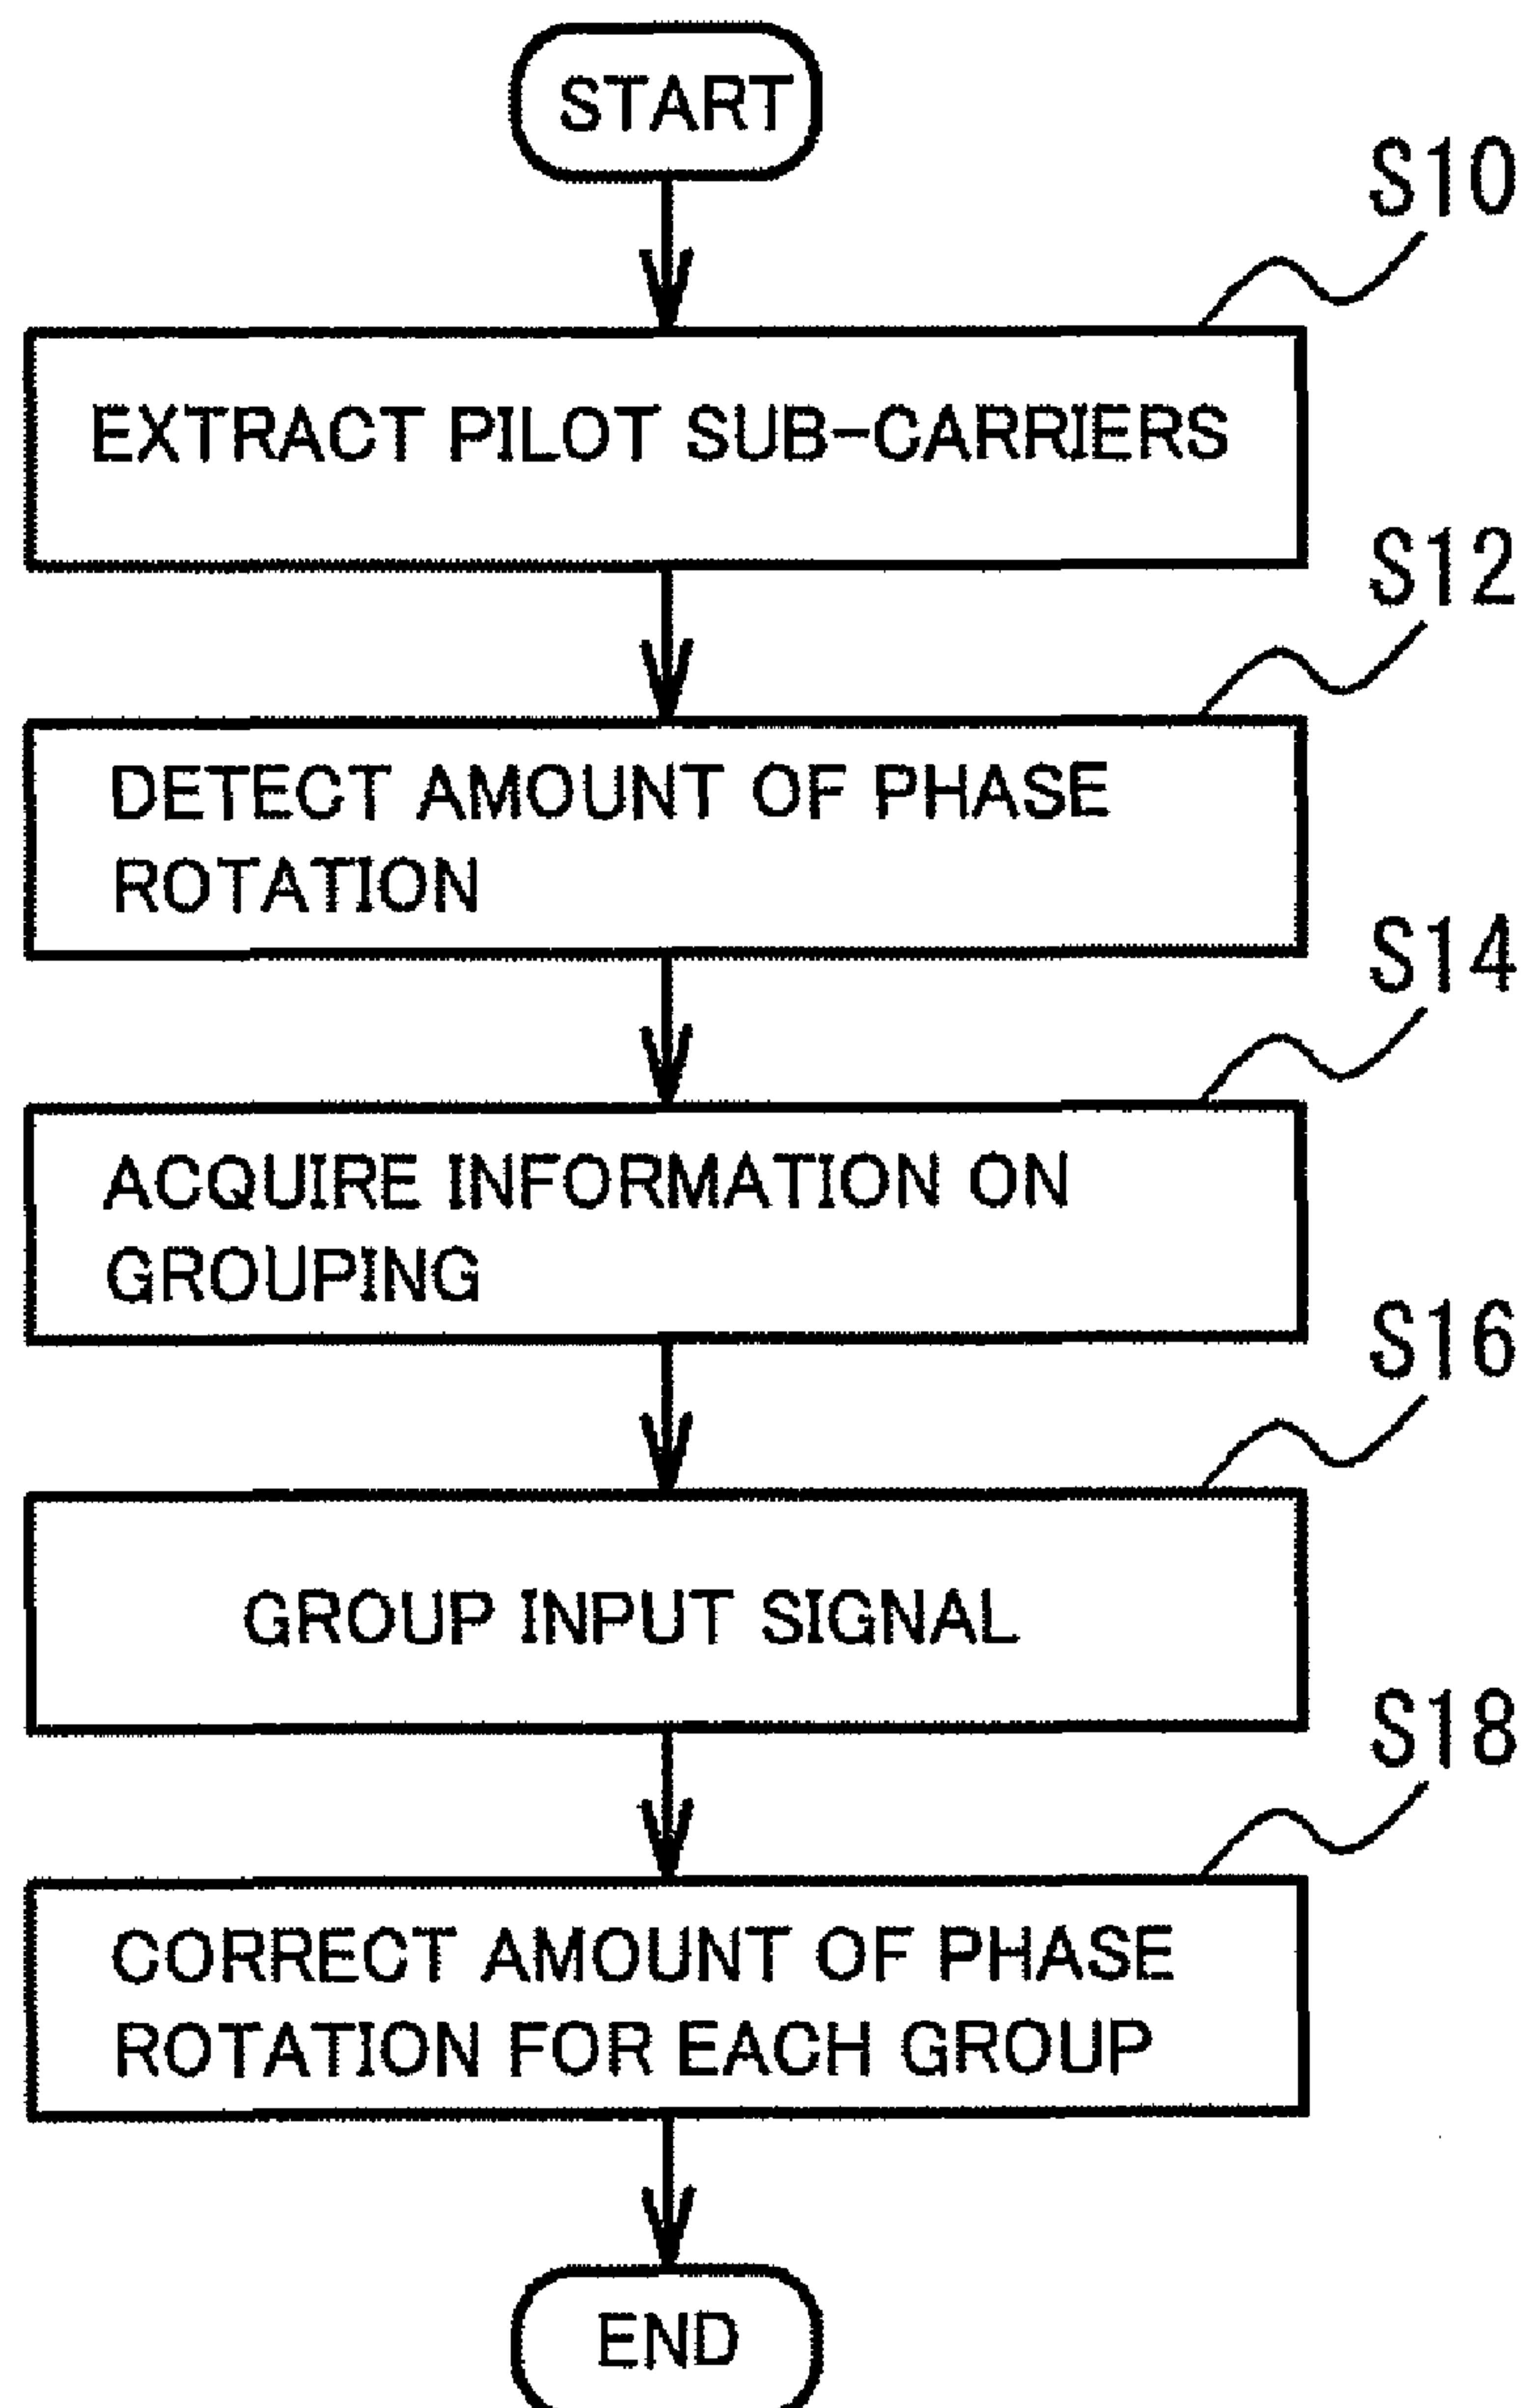 START
S10
EXTRACT PILOT SUB-CARRIERS
S12
DETECT AMOUNT OF PHASE
ROTATION
S14
ACQUIRE INFORMATION ON
GROUPING
S16
GROUP INPUT SIGNAL
S18
CORRECT AMOUNT OF PHASE
ROTATION FOR EACH GROUP
END